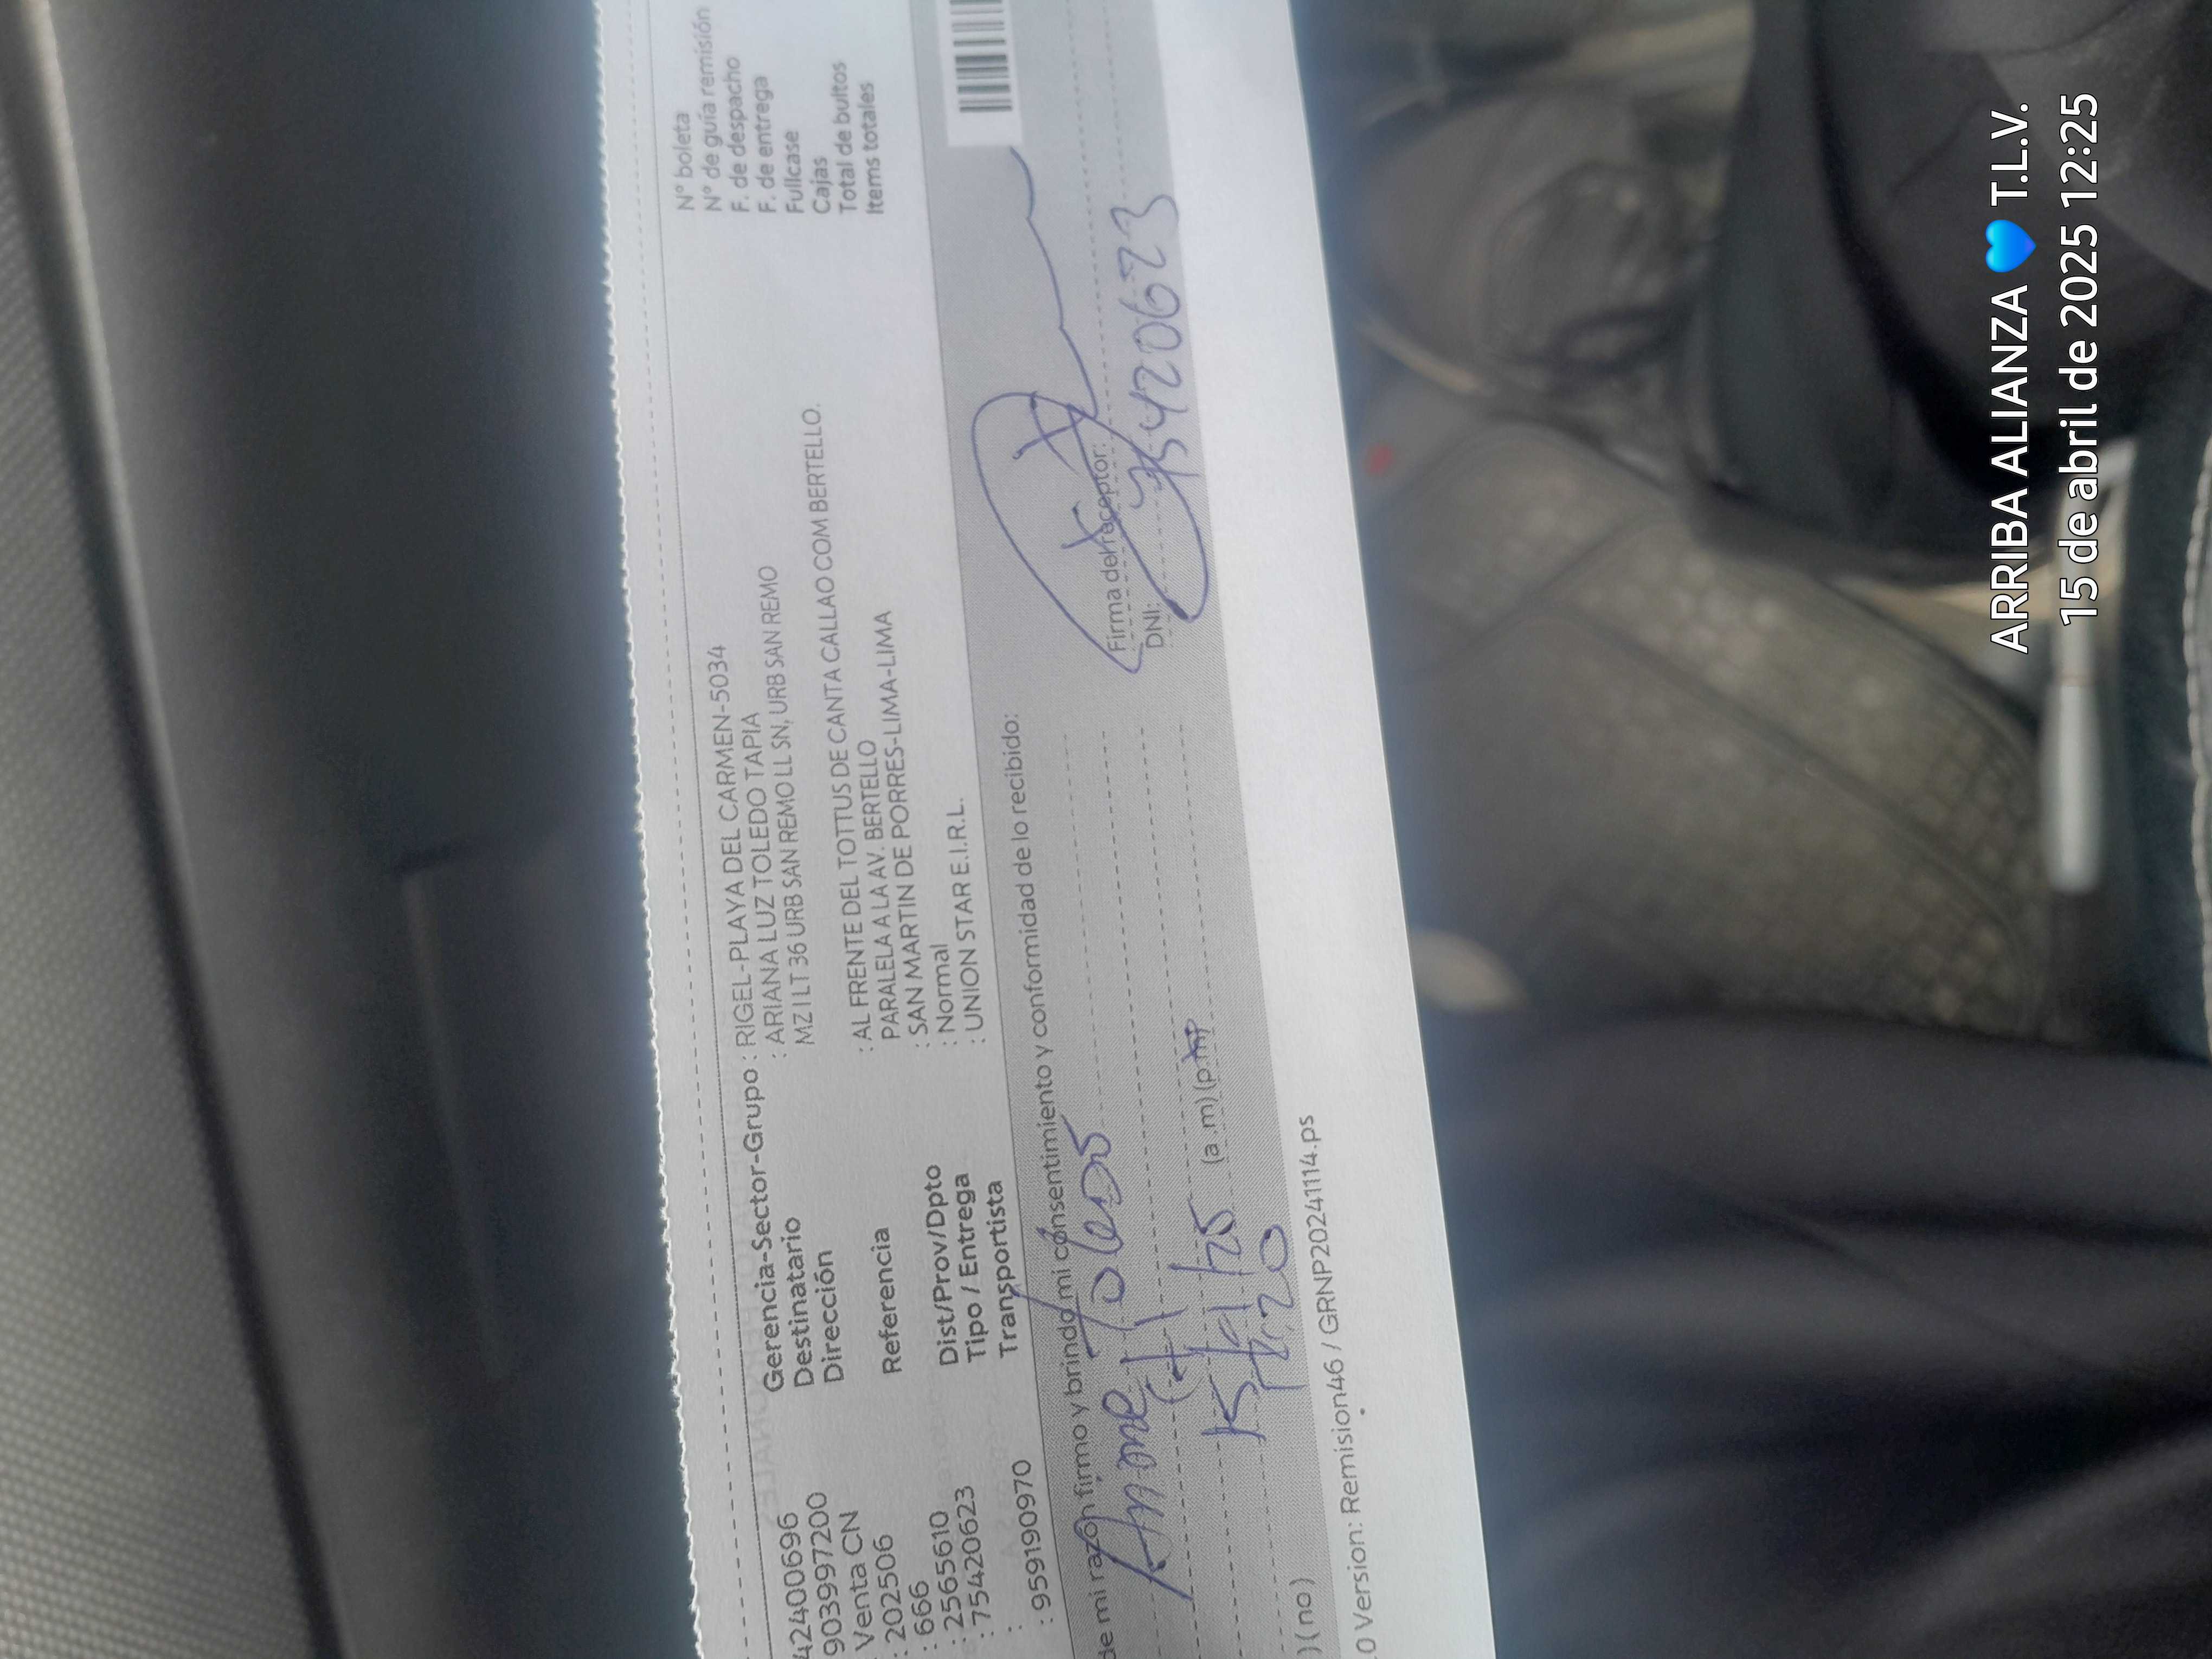 42400696
903997200
Venta CN
: 202506
: 666
: 2565610
: 75420623
:
: 959190970
Gerencia-Sector-Grupo : RIGEL-PLAYA DEL CARMEN-5034
Destinatario : ARIANA LUZ TOLEDO TAPIA
Dirección MZ I LT 36 URB SAN REMO LL SN, URB SAN REMO
Referencia : AL FRENTE DEL TOTTUS DE CANTA CALLAO COM BERTELLO.
PARALELA A LA AV. BERTELLO
Dist/Prov/Dpto : SAN MARTIN DE PORRES-LIMA-LIMA
Tipo / Entrega : Normal
Transportista : UNION STAR E.I.R.L.
N° boleta
N° de guía remisión
F. de despacho
F. de entrega
Fullcase
Cajas
Total de bultos
Items totales
de mi razón firmo y brindo mi consentimiento y conformidad de lo recibido:
Toledo
(a.m) (p.m)
Firma del receptor:
DNI: 75420623
) (no)
0 Version: Remision46 / GRNP20241114.ps
ARRIBA ALIANZA 💙 T.L.V.
15 de abril de 2025 12:25